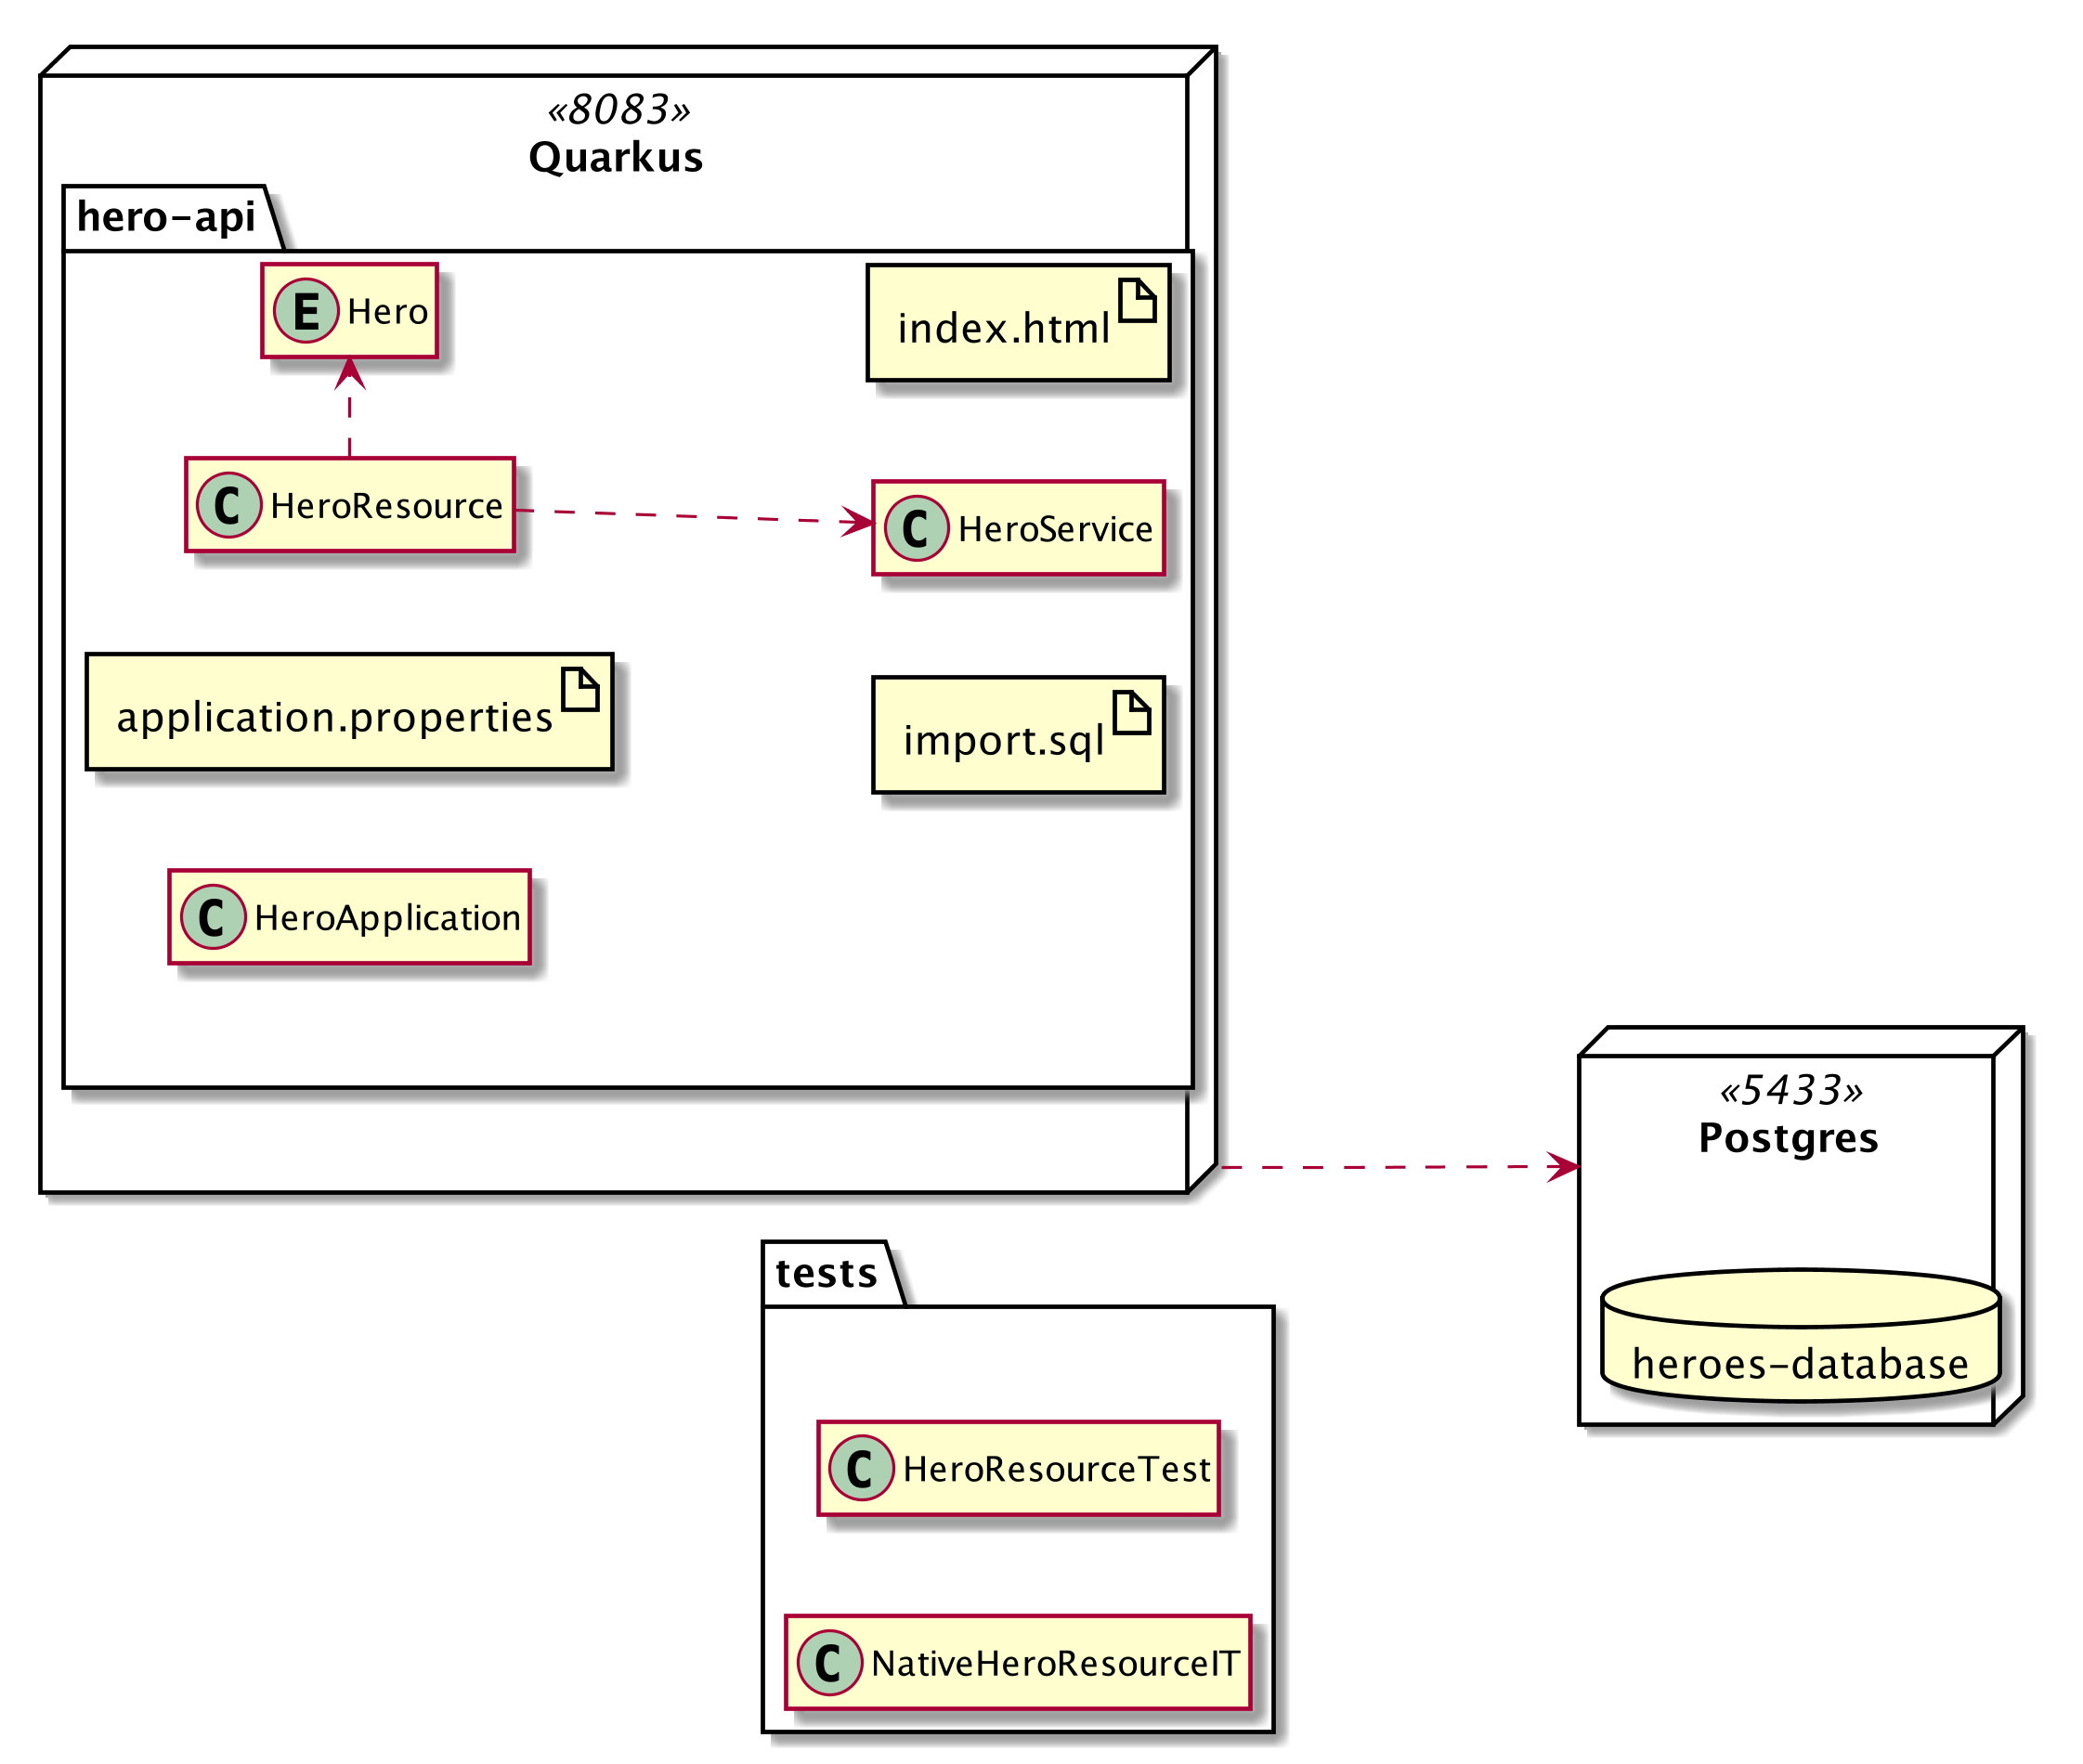 «8083»
Quarkus
hero-api
E Hero
index.html
C HeroResource
C HeroService
application.properties
import.sql
C HeroApplication
«5433»
Postgres
heroes-database
tests
C HeroResourceTest
C NativeHeroResourceIT